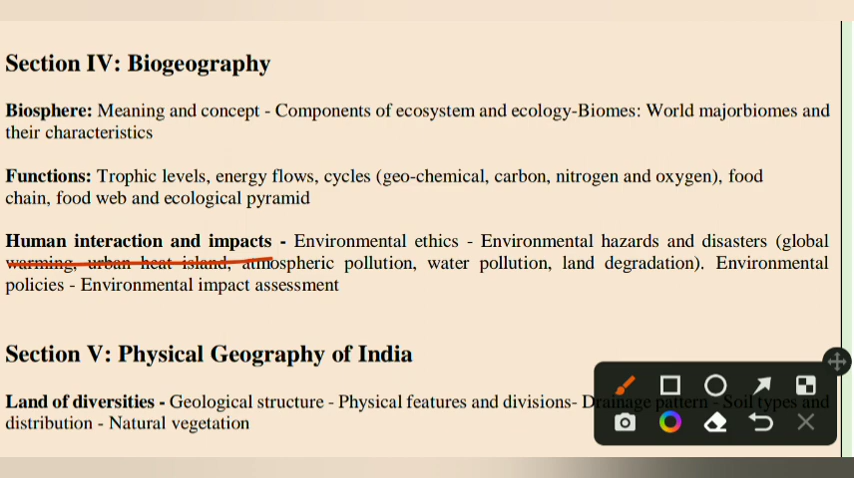 Section IV: Biogeography
Biosphere: Meaning and concept - Components of ecosystem and ecology-Biomes: World majorbiomes and
their characteristics
Functions: Trophic levels, energy flows, cycles (geo-chemical, carbon, nitrogen and oxygen), food
chain, food web and ecological pyramid
Human interaction and impacts - Environmental ethics - Environmental hazards and disasters (global
warming, urban heat island, atmospheric pollution, water pollution, land degradation). Environmental
policies - Environmental impact assessment
Section V: Physical Geography of India
Land of diversities - Geological structure - Physical features and divisions- Drainage pattern - Soil types and
distribution - Natural vegetation